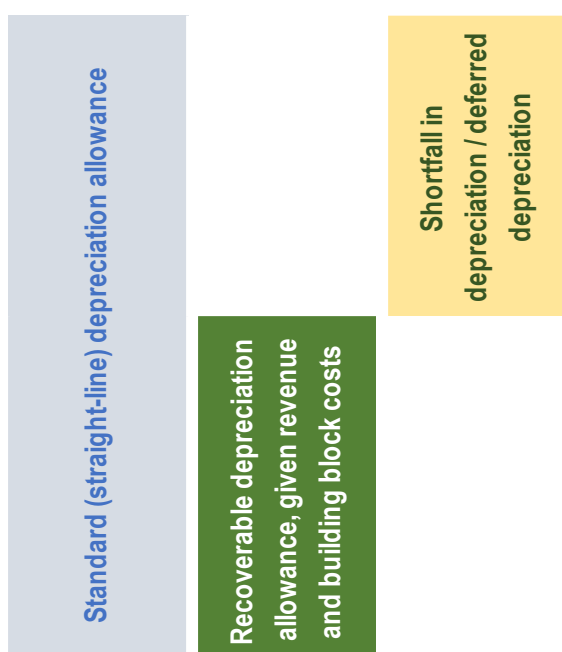 Standard (straight-line) depreciation allowance
Recoverable depreciation
allowance, given revenue
and building block costs
Shortfall in
depreciation / deferred
depreciation